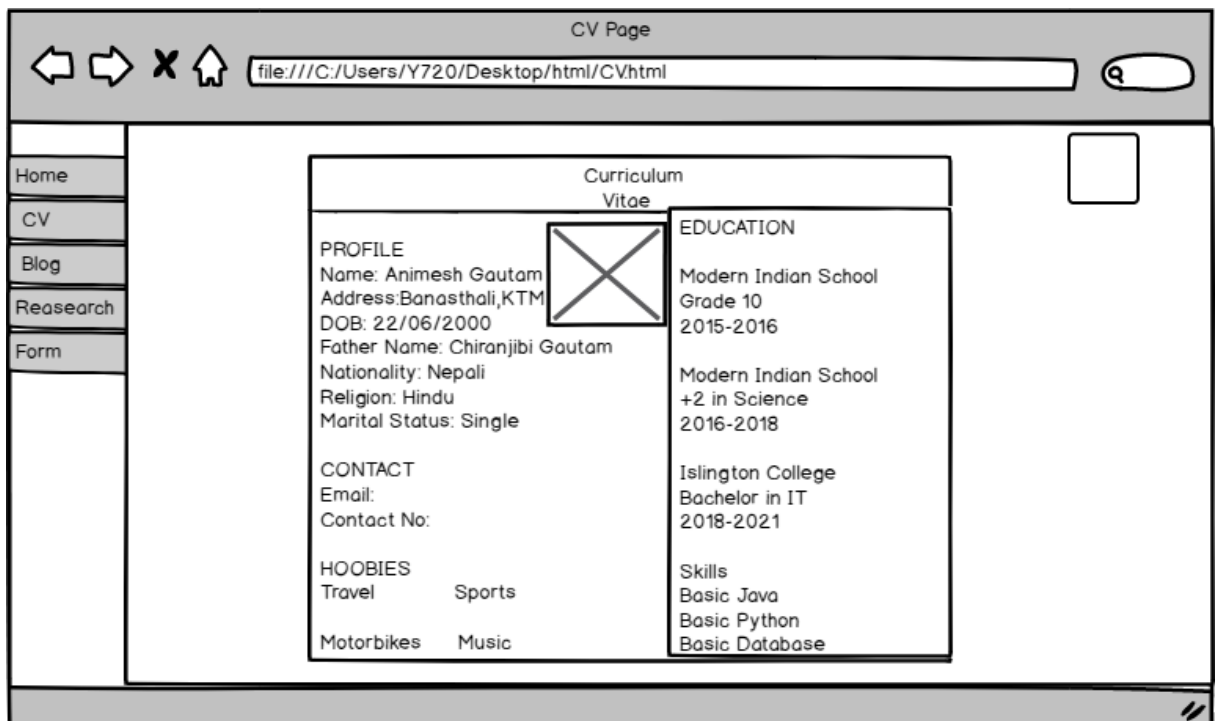 CV Page
file:///C:/Users/Y720/Desktop/html/CV.html
Home
CV
Blog
Reasearch
Form
Curriculum
Vitae
PROFILE
Name: Animesh Gautam
Address:Banasthali,KTM
DOB: 22/06/2000
Father Name: Chiranjibi Gautam
Nationality: Nepali
Religion: Hindu
Marital Status: Single
CONTACT
Email:
Contact No:
HOOBIES
Travel Sports
Motorbikes Music
EDUCATION
Modern Indian School
Grade 10
2015-2016
Modern Indian School
+2 in Science
2016-2018
Islington College
Bachelor in IT
2018-2021
Skills
Basic Java
Basic Python
Basic Database